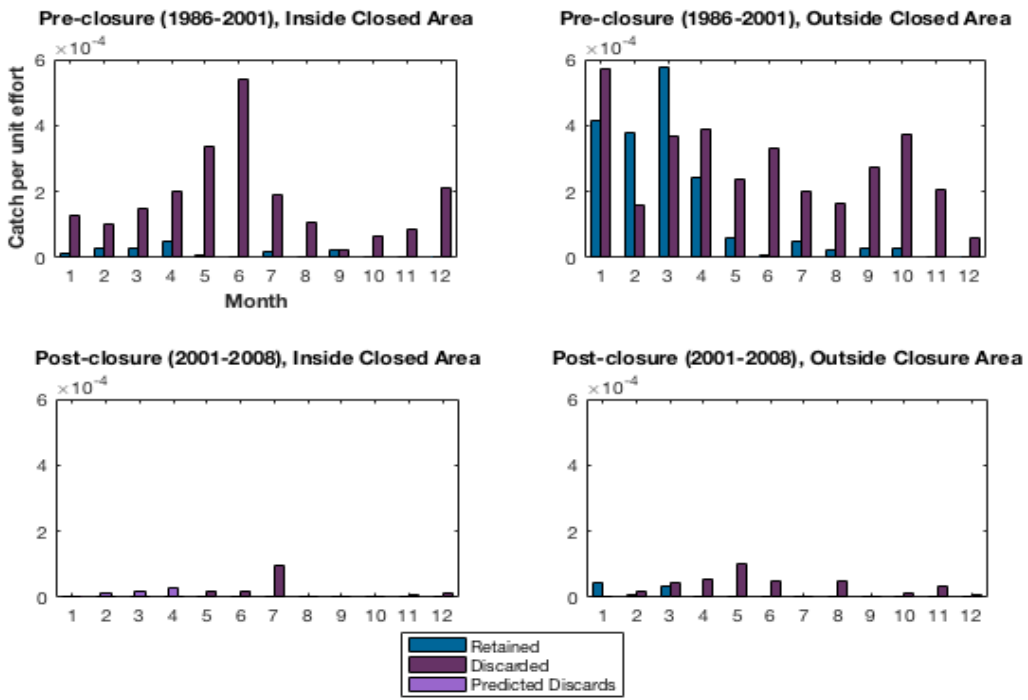 Pre-closure (1986-2001), Inside Closed Area
×10⁻⁴
6
4
2
0
Catch per unit effort
1 2 3 4 5 6 7 8 9 10 11 12
Month
Pre-closure (1986-2001), Outside Closed Area
×10⁻⁴
6
4
2
0
1 2 3 4 5 6 7 8 9 10 11 12
Post-closure (2001-2008), Inside Closed Area
×10⁻⁴
6
4
2
0
1 2 3 4 5 6 7 8 9 10 11 12
Post-closure (2001-2008), Outside Closure Area
×10⁻⁴
6
4
2
0
1 2 3 4 5 6 7 8 9 10 11 12
Retained
Discarded
Predicted Discards